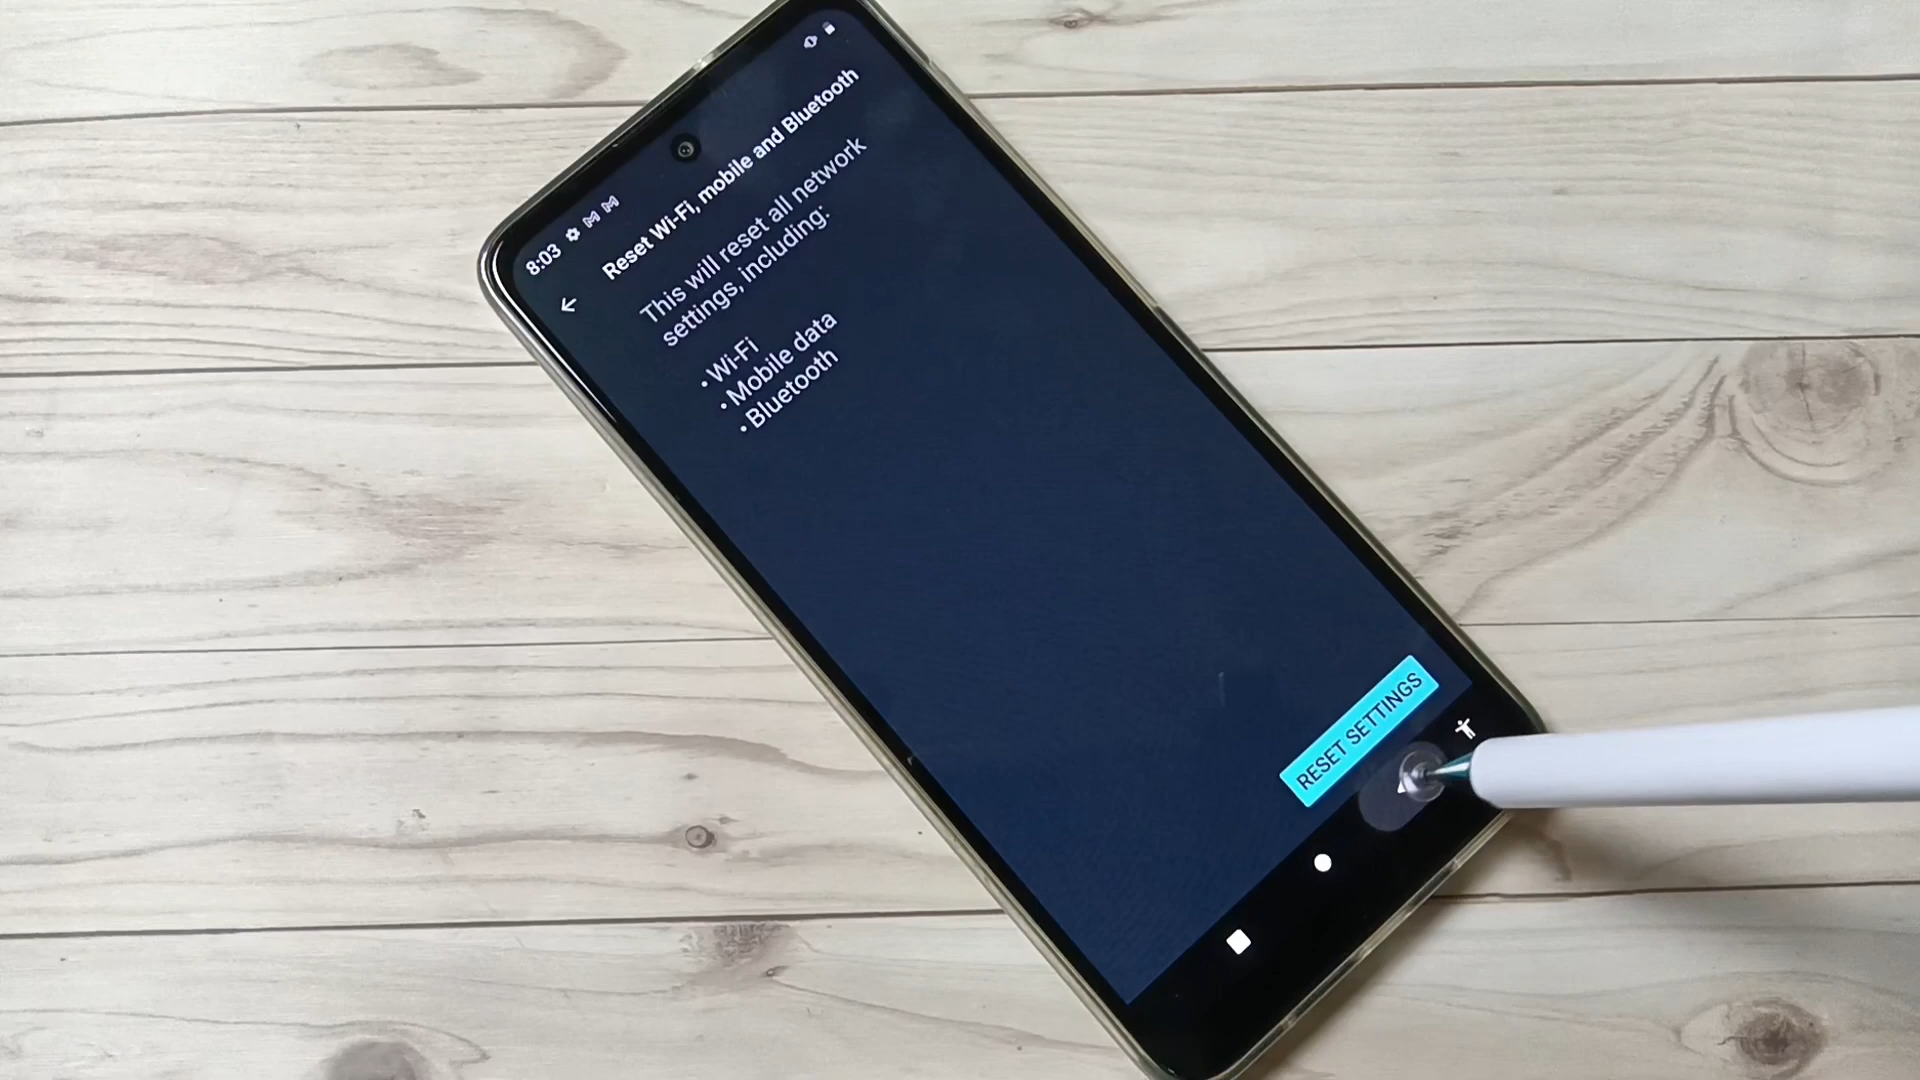 8:03
Reset Wi-Fi, mobile and Bluetooth
This will reset all network
settings, including:
• Wi-Fi
• Mobile data
• Bluetooth
RESET SETTINGS